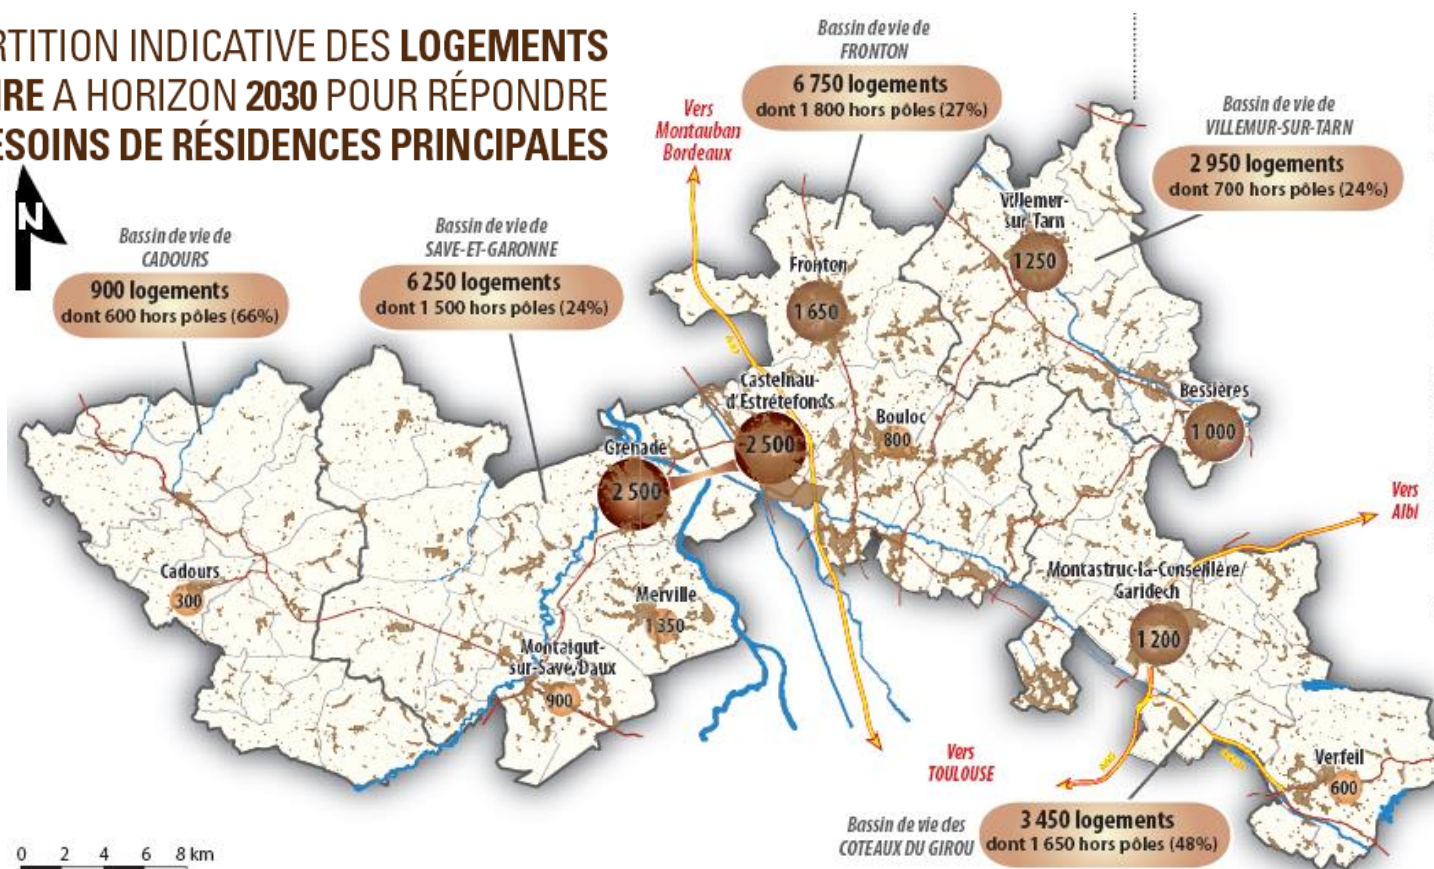 RTITION INDICATIVE DES LOGEMENTS
IRE A HORIZON 2030 POUR RÉPONDRE
ESOINS DE RÉSIDENCES PRINCIPALES
N
Bassin de vie de
CADOURS
900 logements
dont 600 hors pôles (66%)
Bassin de vie de
SAVE-ET-GARONNE
6 250 logements
dont 1 500 hors pôles (24%)
Bassin de vie de
FRONTON
6 750 logements
dont 1 800 hors pôles (27%)
Bassin de vie de
VILLEMUR-SUR-TARN
2 950 logements
dont 700 hors pôles (24%)
Vers
Montauban
Bordeaux
Villemur-
sur-Tarn
1250
Fronton
1 650
Castelnau-
d'Estrétefonds
2 500
Bouloc
800
Bessières
1 000
Grenade
2 500
Vers
Albi
Cadours
300
Merville
1 350
Montaigut-
sur-Save/Daux
900
Montastruc-la-Conseillère/
Garidech
1 200
Verfeil
600
Vers
TOULOUSE
Bassin de vie des
COTEAUX DU GIROU
3 450 logements
dont 1 650 hors pôles (48%)
0 2 4 6 8 km